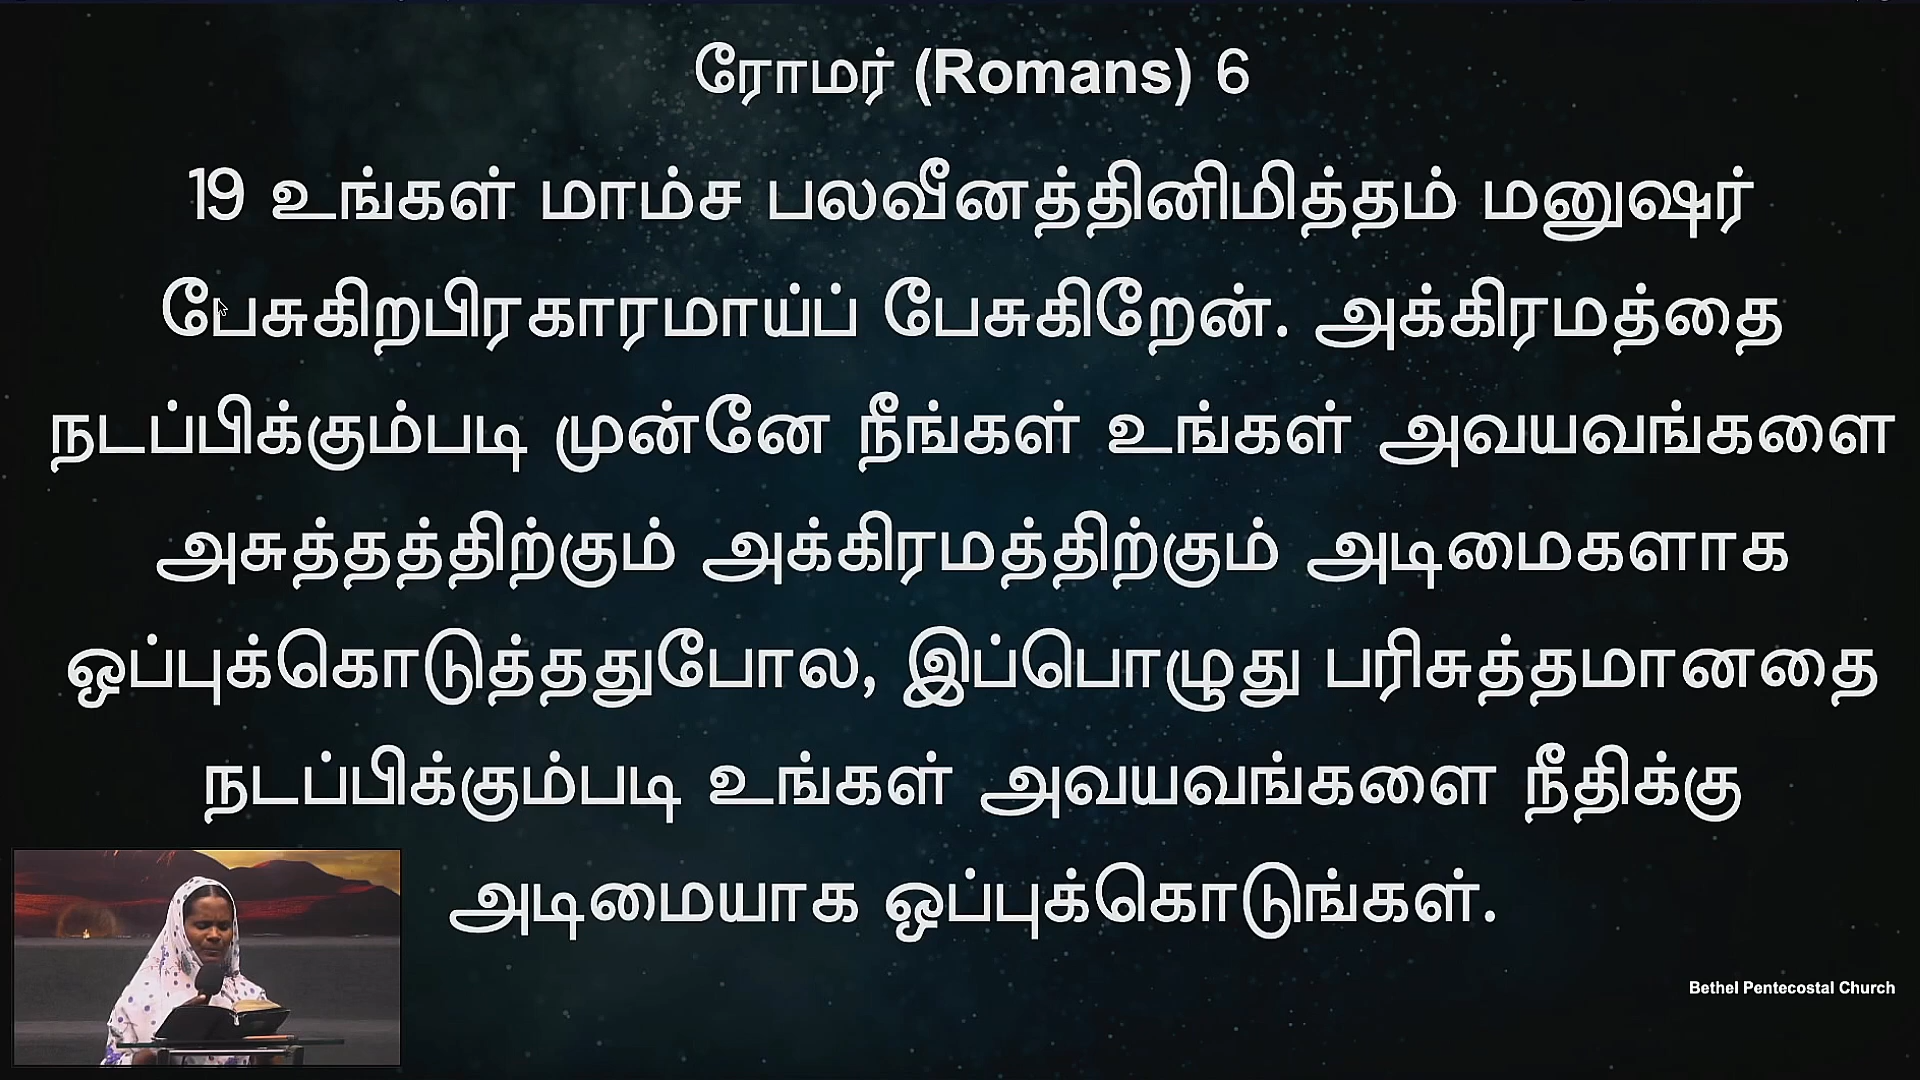 ரோமர் (Romans) 6
19 உங்கள் மாம்ச பலவீனத்தினிமித்தம் மனுஷர்
பேசுகிறபிரகாரமாய்ப் பேசுகிறேன். அக்கிரமத்தை
நடப்பிக்கும்படி முன்னே நீங்கள் உங்கள் அவயவங்களை
அசுத்தத்திற்கும் அக்கிரமத்திற்கும் அடிமைகளாக
ஒப்புக்கொடுத்ததுபோல, இப்பொழுது பரிசுத்தமானதை
நடப்பிக்கும்படி உங்கள் அவயவங்களை நீதிக்கு
அடிமையாக ஒப்புக்கொடுங்கள்.
Bethel Pentecostal Church